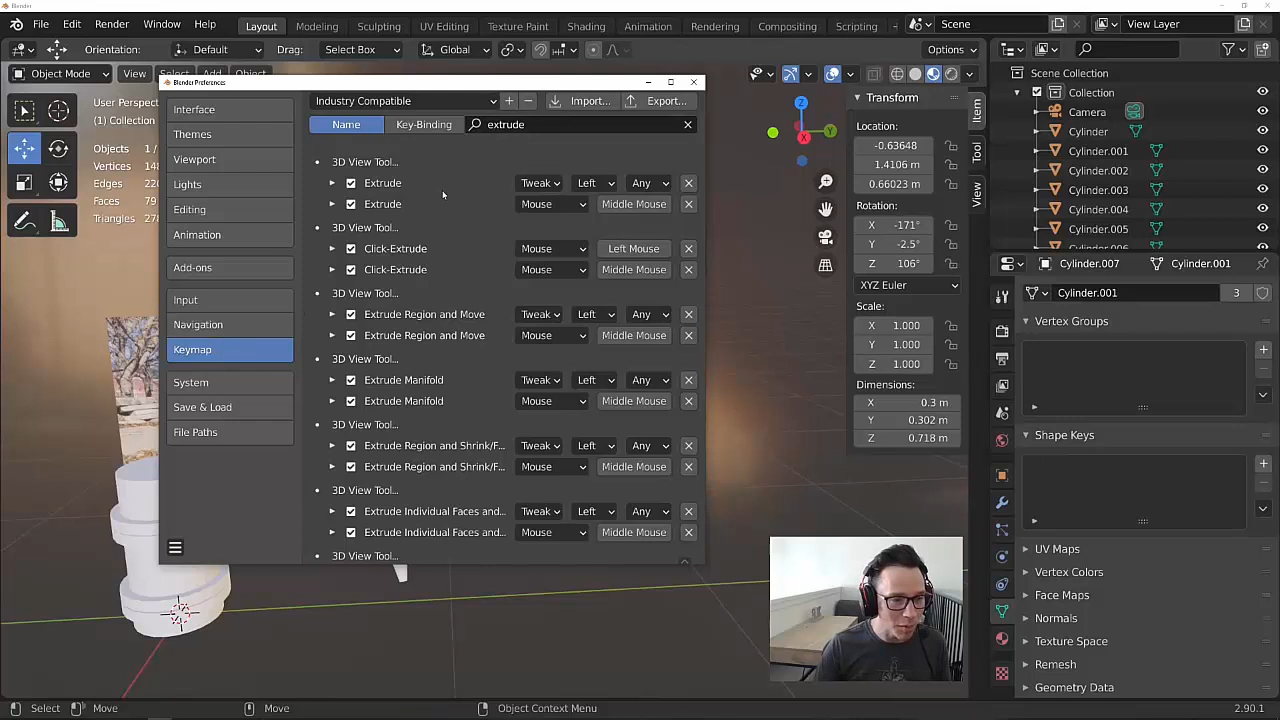 Blender
File Edit Render Window Help Layout Modeling Sculpting UV Editing Texture Paint Shading Animation Rendering Compositing Scripting Scene View Layer
Orientation: Default Drag: Select Box Global Options
Object Mode View Select Add Object
Blender Preferences
User Perspec
(1) Collection
Objects 1 /
Vertices 148
Edges 220
Faces 79
Triangles 278
Interface
Themes
Viewport
Lights
Editing
Animation
Add-ons
Input
Navigation
Keymap
System
Save & Load
File Paths
Industry Compatible Import... Export...
Name Key-Binding extrude
3D View Tool...
Extrude Tweak Left Any
Extrude Mouse Middle Mouse
3D View Tool...
Click-Extrude Mouse Left Mouse
Click-Extrude Mouse Middle Mouse
3D View Tool...
Extrude Region and Move Tweak Left Any
Extrude Region and Move Mouse Middle Mouse
3D View Tool...
Extrude Manifold Tweak Left Any
Extrude Manifold Mouse Middle Mouse
3D View Tool...
Extrude Region and Shrink/F... Tweak Left Any
Extrude Region and Shrink/F... Mouse Middle Mouse
3D View Tool...
Extrude Individual Faces and... Tweak Left Any
Extrude Individual Faces and... Mouse Middle Mouse
3D View Tool...
Z
Y
X
Transform
Location:
-0.63648
1.4106 m
0.66023 m
Rotation:
X -171°
Y -2.5°
Z 106°
XYZ Euler
Scale:
X 1.000
Y 1.000
Z 1.000
Dimensions:
X 0.3 m
Y 0.302 m
Z 0.718 m
Item
Tool
View
Scene Collection
Collection
Camera
Cylinder
Cylinder.001
Cylinder.002
Cylinder.003
Cylinder.004
Cylinder.005
Cylinder.006
Cylinder.007 Cylinder.001
Cylinder.001 3
Vertex Groups
Shape Keys
UV Maps
Vertex Colors
Face Maps
Normals
Texture Space
Remesh
Geometry Data
Select Move Move Object Context Menu 2.90.1